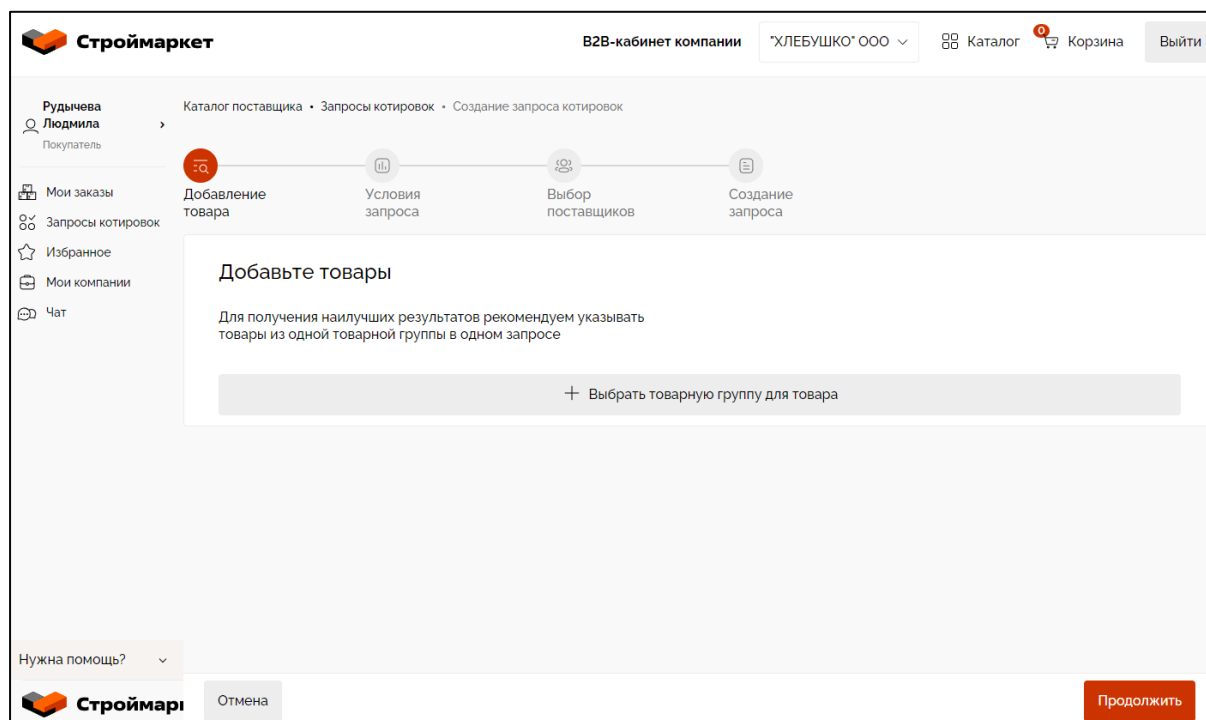 Строймаркет
B2B-кабинет компании
"ХЛЕБУШКО" ООО
Каталог
0
Корзина
Выйти
Рудычева
Людмила
Покупатель
Мои заказы
Запросы котировок
Избранное
Мои компании
Чат
Каталог поставщика • Запросы котировок • Создание запроса котировок
Добавление
товара
Условия
запроса
Выбор
поставщиков
Создание
запроса
Добавьте товары
Для получения наилучших результатов рекомендуем указывать
товары из одной товарной группы в одном запросе
+ Выбрать товарную группу для товара
Нужна помощь?
Строймар
Отмена
Продолжить